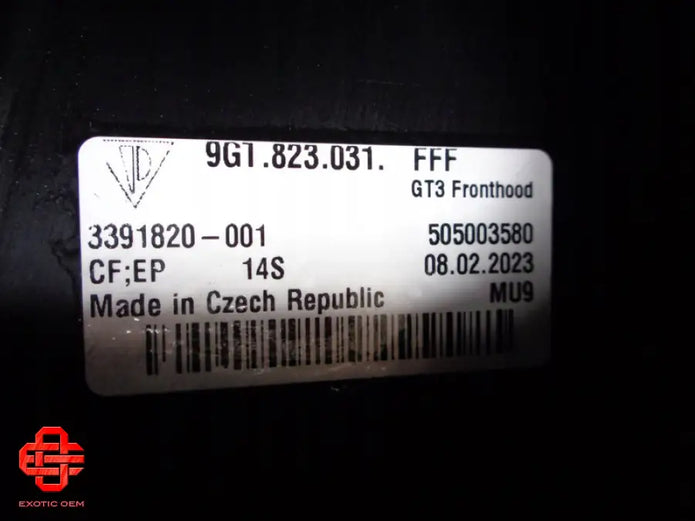 9G1.823.031. FFF
GT3 Fronthood
3391820-001 505003580
CF;EP 14S 08.02.2023
Made in Czech Republic MU9
EXOTIC OEM